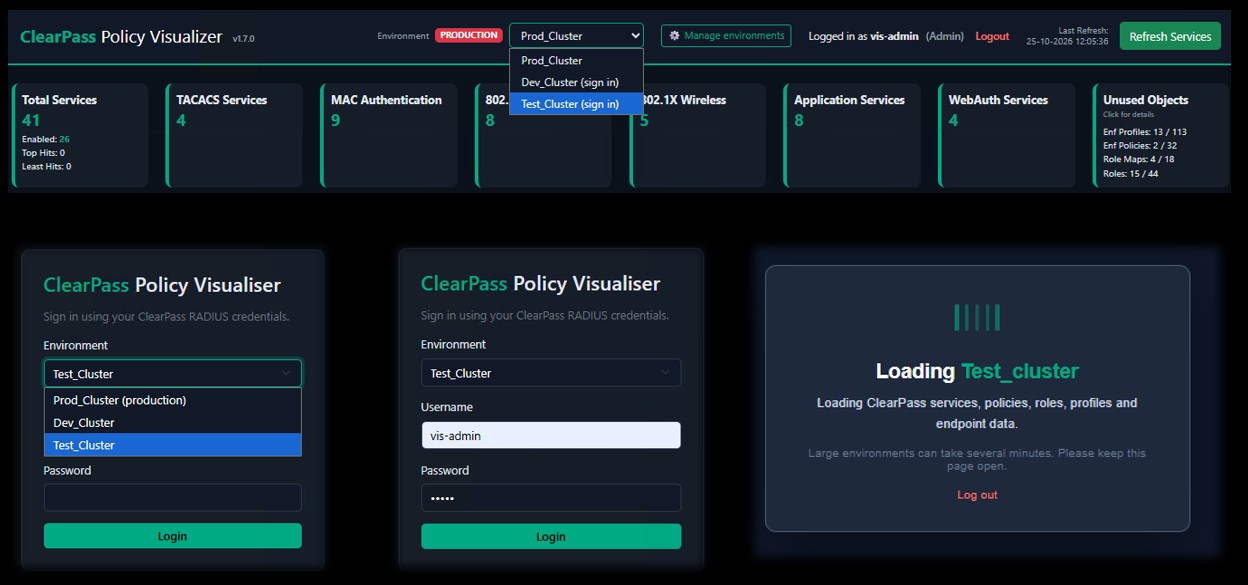 ClearPass Policy Visualizer v1.7.0
Environment PRODUCTION Prod_Cluster
Manage environments
Logged in as vis-admin (Admin) Logout
Last Refresh:
25-10-2026 12:05:36
Refresh Services
Prod_Cluster
Dev_Cluster (sign in)
Test_Cluster (sign in)
Total Services
41
Enabled: 26
Top Hits: 0
Least Hits: 0
TACACS Services
4
MAC Authentication
9
802.
8
802.1X Wireless
5
Application Services
8
WebAuth Services
4
Unused Objects
Click for details
Enf Profiles: 13 / 113
Enf Policies: 2 / 32
Role Maps: 4 / 18
Roles: 15 / 44
ClearPass Policy Visualiser
Sign in using your ClearPass RADIUS credentials.
Environment
Test_Cluster
Prod_Cluster (production)
Dev_Cluster
Test_Cluster
Password
Login
ClearPass Policy Visualiser
Sign in using your ClearPass RADIUS credentials.
Environment
Test_Cluster
Username
vis-admin
Password
•••••
Login
Loading Test_cluster
Loading ClearPass services, policies, roles, profiles and
endpoint data.
Large environments can take several minutes. Please keep this
page open.
Log out